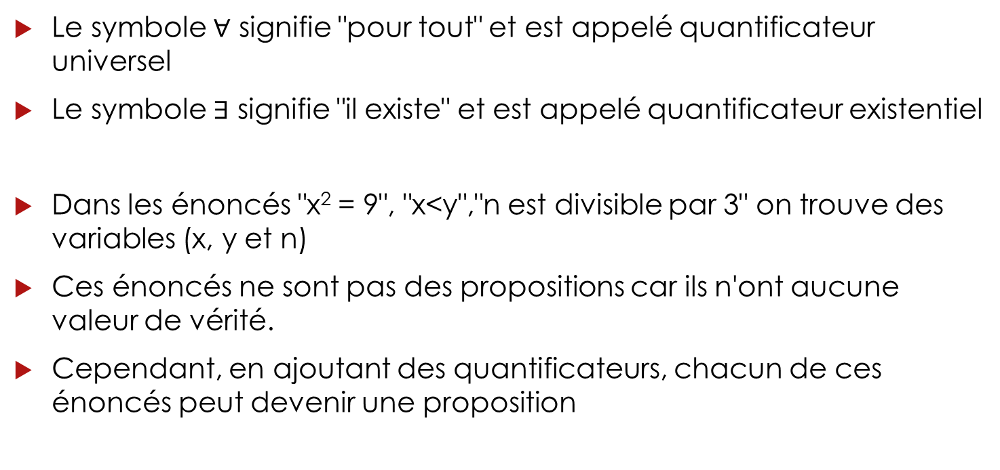 Le symbole ∀ signifie "pour tout" et est appelé quantificateur
universel
Le symbole ∃ signifie "il existe" et est appelé quantificateur existentiel
Dans les énoncés "x² = 9", "x<y","n est divisible par 3" on trouve des
variables (x, y et n)
Ces énoncés ne sont pas des propositions car ils n'ont aucune
valeur de vérité.
Cependant, en ajoutant des quantificateurs, chacun de ces
énoncés peut devenir une proposition